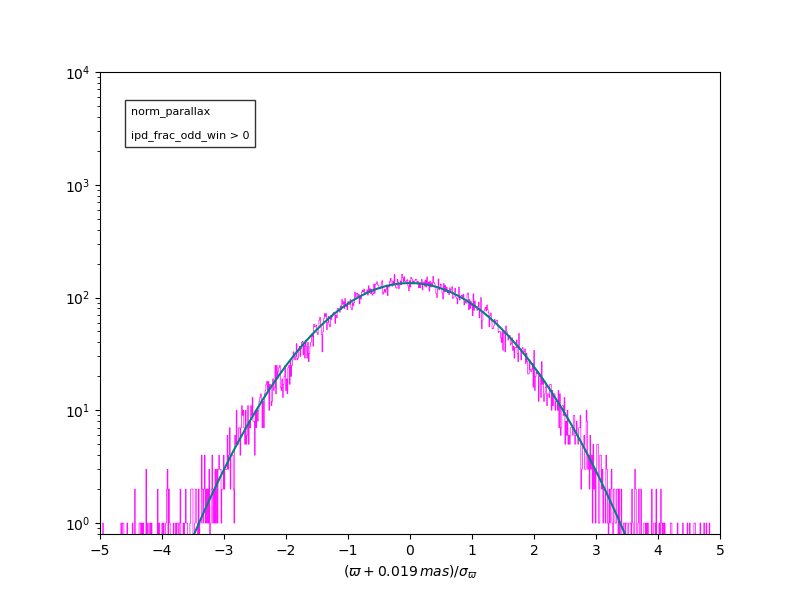 10⁴
norm_parallax
ipd_frac_odd_win > 0
10³
10²
10¹
10⁰
−5 −4 −3 −2 −1 0 1 2 3 4 5
(ϖ + 0.019 mas)/σϖ